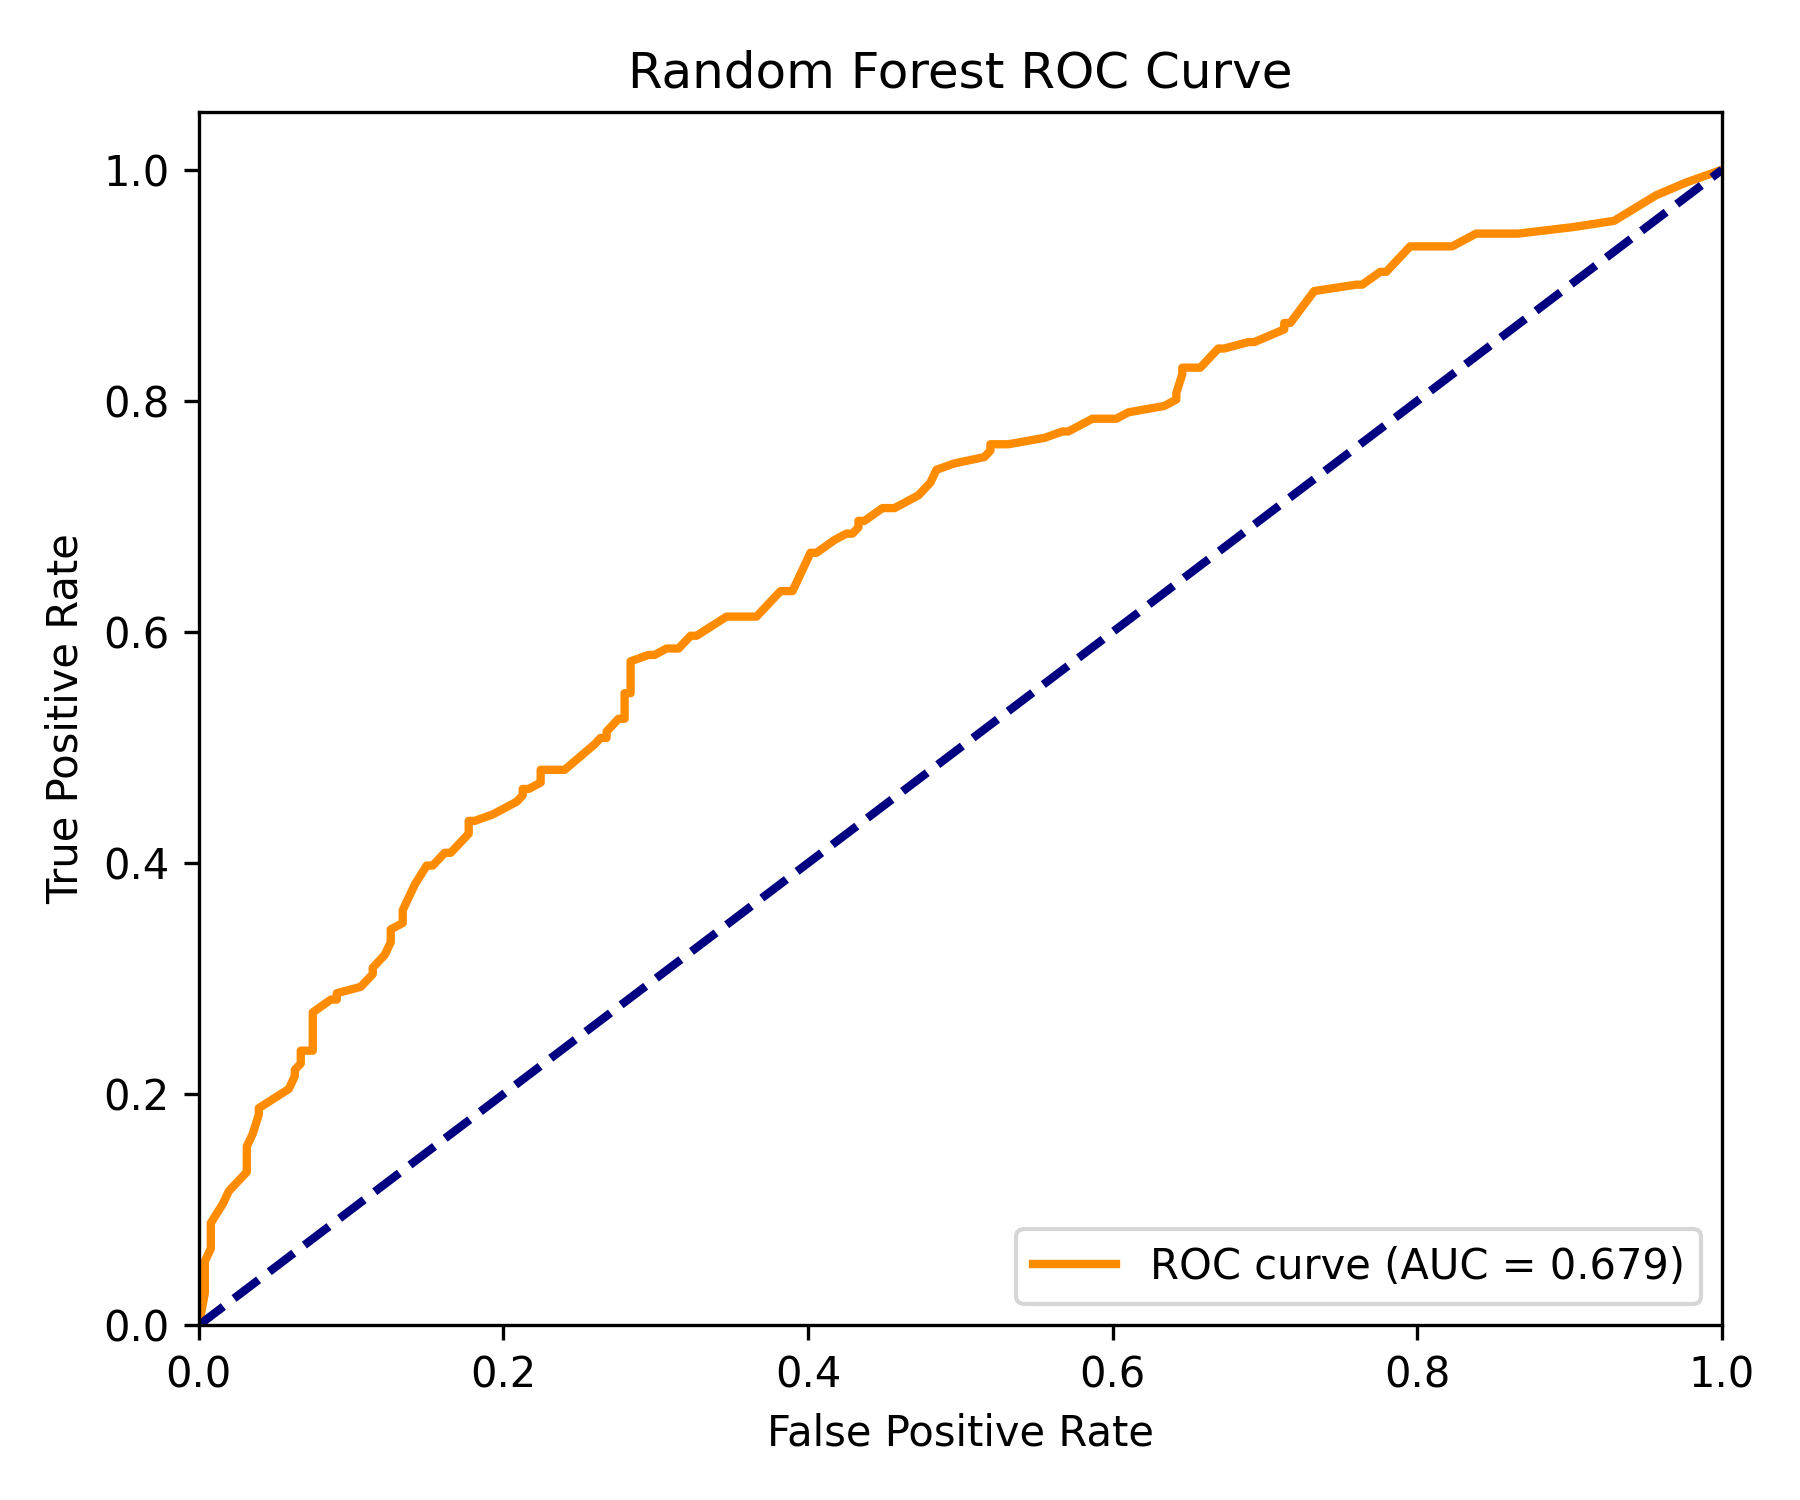 Random Forest ROC Curve
True Positive Rate
1.0
0.8
0.6
0.4
0.2
0.0
0.0 0.2 0.4 0.6 0.8 1.0
False Positive Rate
ROC curve (AUC = 0.679)